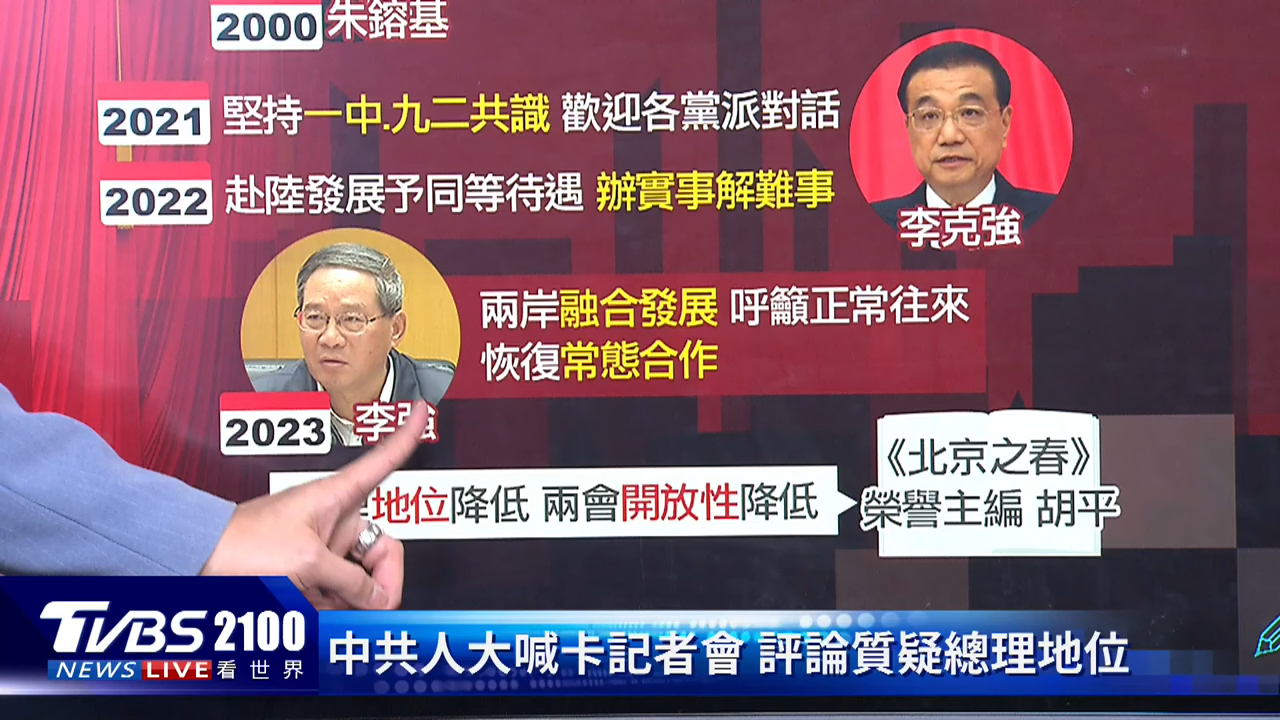 2000 朱鎔基
2021 堅持一中.九二共識 歡迎各黨派對話
2022 赴陸發展予同等待遇 辦實事解難事
李克強
兩岸融合發展 呼籲正常往來
恢復常態合作
2023 李強
地位降低 兩會開放性降低
《北京之春》
榮譽主編 胡平
TVBS 2100
NEWS LIVE 看世界
中共人大喊卡記者會 評論質疑總理地位